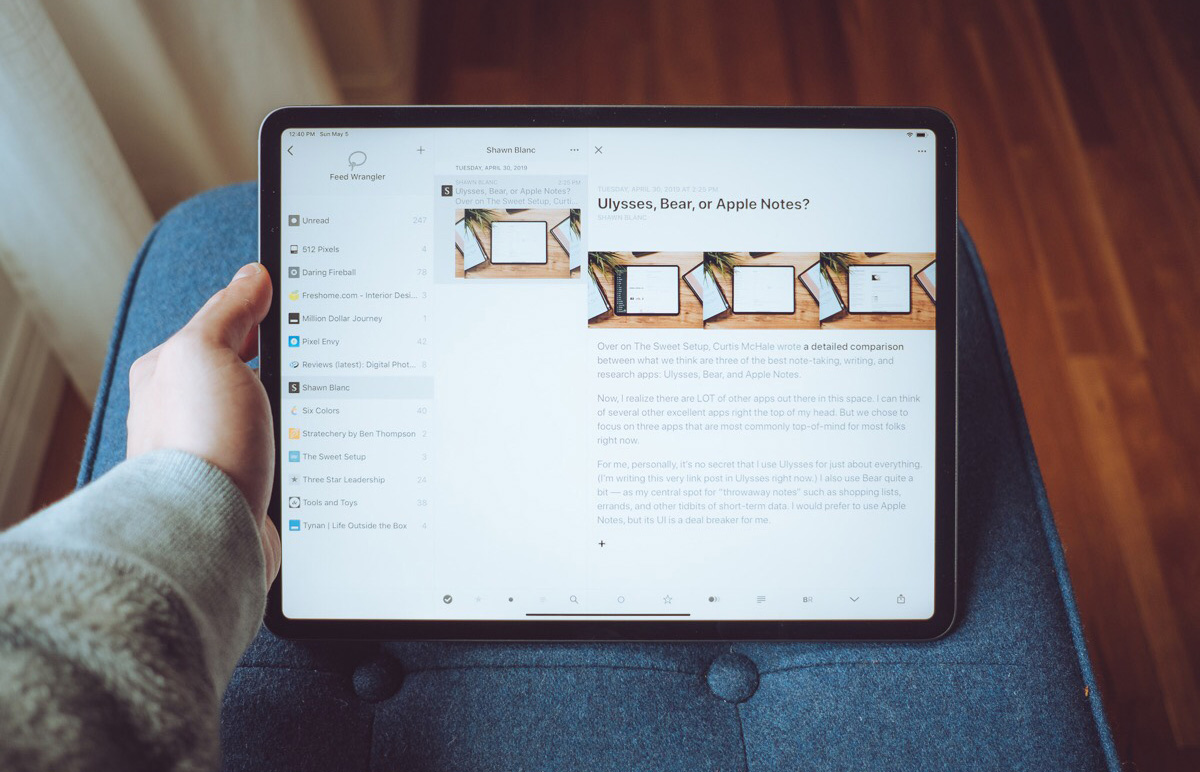 12:40 PM Sun May 5
Feed Wrangler
Unread 247
512 Pixels 4
Daring Fireball 78
Freshome.com - Interior Desi... 3
Million Dollar Journey 1
Pixel Envy 42
Reviews (latest): Digital Phot... 8
Shawn Blanc
Six Colors 40
Stratechery by Ben Thompson 2
The Sweet Setup 3
Three Star Leadership 24
Tools and Toys 38
Tynan | Life Outside the Box 4
Shawn Blanc
TUESDAY, APRIL 30, 2019
SHAWN BLANC 2:25 PM
Ulysses, Bear, or Apple Notes?
Over on The Sweet Setup, Curti...
TUESDAY, APRIL 30, 2019 AT 2:25 PM
Ulysses, Bear, or Apple Notes?
SHAWN BLANC
Over on The Sweet Setup, Curtis McHale wrote a detailed comparison
between what we think are three of the best note-taking, writing, and
research apps: Ulysses, Bear, and Apple Notes.
Now, I realize there are LOT of other apps out there in this space. I can think
of several other excellent apps right the top of my head. But we chose to
focus on three apps that are most commonly top-of-mind for most folks
right now.
For me, personally, it's no secret that I use Ulysses for just about everything.
(I'm writing this very link post in Ulysses right now.) I also use Bear quite a
bit — as my central spot for "throwaway notes" such as shopping lists,
errands, and other tidbits of short-term data. I would prefer to use Apple
Notes, but its UI is a deal breaker for me.